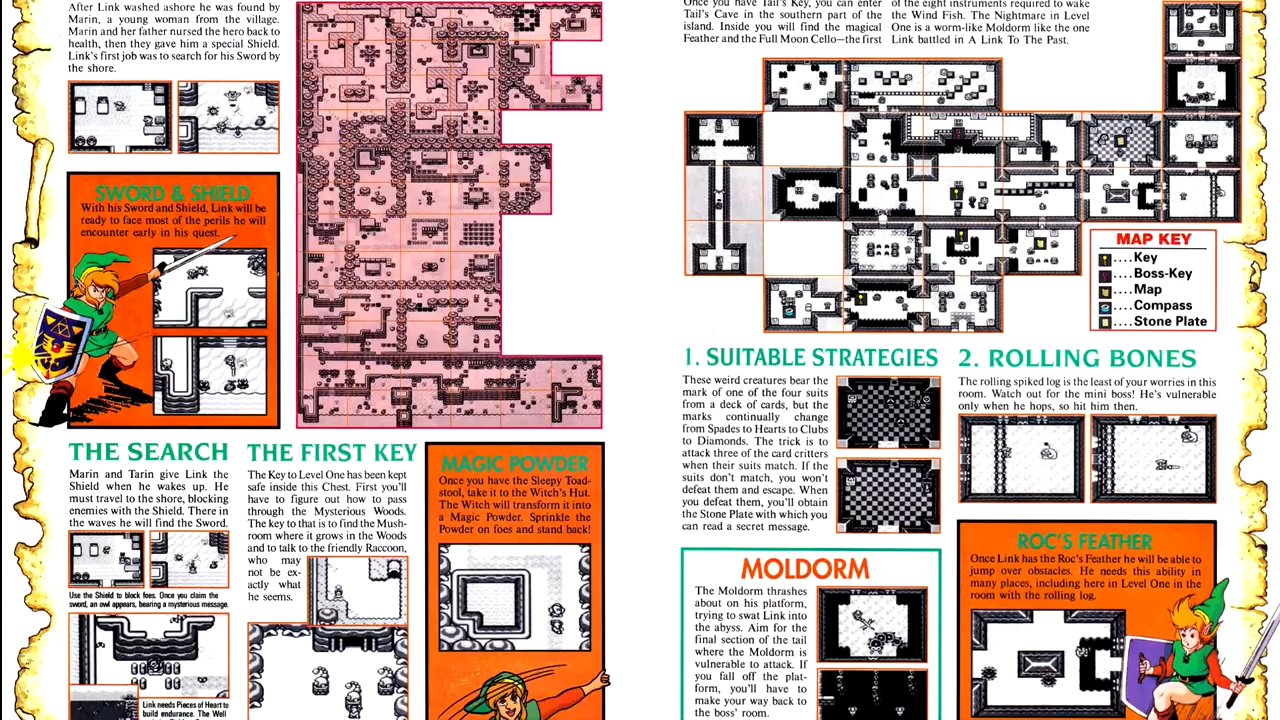 After Link washed ashore he was found by
Marin, a young woman from the village.
Marin and her father nursed the hero back to
health, then they gave him a special Shield.
Link's first job was to search for his Sword by
the shore.
SWORD & SHIELD
With his Sword and Shield, Link will be
ready to face most of the perils he will
encounter early in his quest.
THE SEARCH
Marin and Tarin give Link the
Shield when he wakes up. He
must travel to the shore, blocking
enemies with the Shield. There in
the waves he will find the Sword.
Use the Shield to block foes. Once you claim the
sword, an owl appears, bearing a mysterious message.
Link needs Pieces of Heart to
build endurance. The Well
THE FIRST KEY
The Key to Level One has been kept
safe inside this Chest. First you'll
have to figure out how to pass
through the Mysterious Woods.
The key to that is to find the Mush-
room where it grows in the Woods
and to talk to the friendly Raccoon,
who may
not be ex-
actly what
he seems.
MAGIC POWDER
Once you have the Sleepy Toad-
stool, take it to the Witch's Hut.
The Witch will transform it into
a Magic Powder. Sprinkle the
Powder on foes and stand back!
Once you have Tail's Key, you can enter
Tail's Cave in the southern part of the
island. Inside you will find the magical
Feather and the Full Moon Cello—the first
of the eight instruments required to wake
the Wind Fish. The Nightmare in Level
One is a worm-like Moldorm like the one
Link battled in A Link To The Past.
MAP KEY
....Key
....Boss-Key
....Map
....Compass
....Stone Plate
1. SUITABLE STRATEGIES
These weird creatures bear the
mark of one of the four suits
from a deck of cards, but the
marks continually change
from Spades to Hearts to Clubs
to Diamonds. The trick is to
attack three of the card critters
when their suits match. If the
suits don't match, you won't
defeat them and escape. When
you defeat them, you'll obtain
the Stone Plate with which you
can read a secret message.
2. ROLLING BONES
The rolling spiked log is the least of your worries in this
room. Watch out for the mini boss! He's vulnerable
only when he hops, so hit him then.
MOLDORM
The Moldorm thrashes
about on his platform,
trying to swat Link into
the abyss. Aim for the
final section of the tail
where the Moldorm is
vulnerable to attack. If
you fall off the plat-
form, you'll have to
make your way back to
the boss' room.
ROC'S FEATHER
Once Link has the Roc's Feather he will be able to
jump over obstacles. He needs this ability in
many places, including here in Level One in the
room with the rolling log.